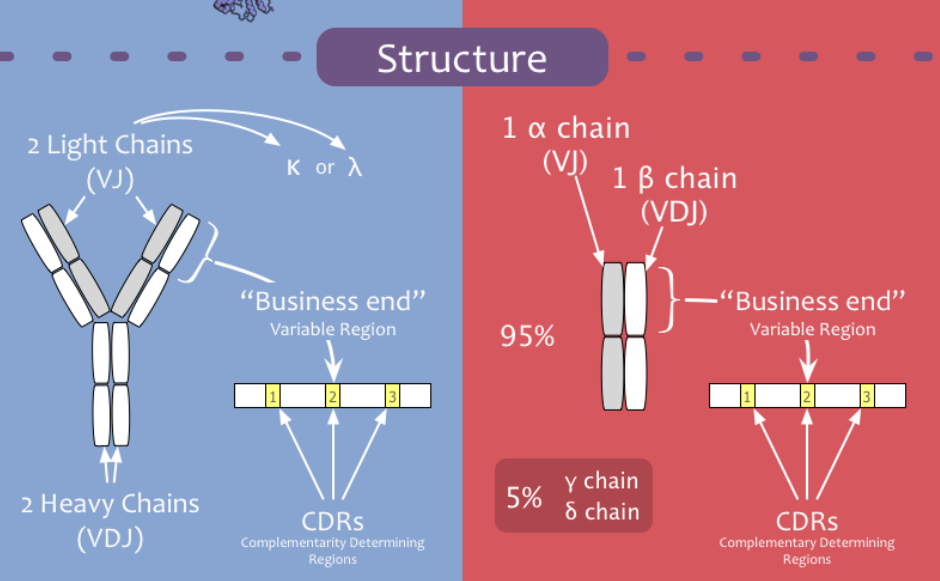 Structure
2 Light Chains
(VJ)
κ or λ
"Business end"
Variable Region
1 2 3
CDRs
Complementarity Determining
Regions
2 Heavy Chains
(VDJ)
1 α chain
(VJ)
1 β chain
(VDJ)
95%
"Business end"
Variable Region
1 2 3
5%
γ chain
δ chain
CDRs
Complementary Determining
Regions